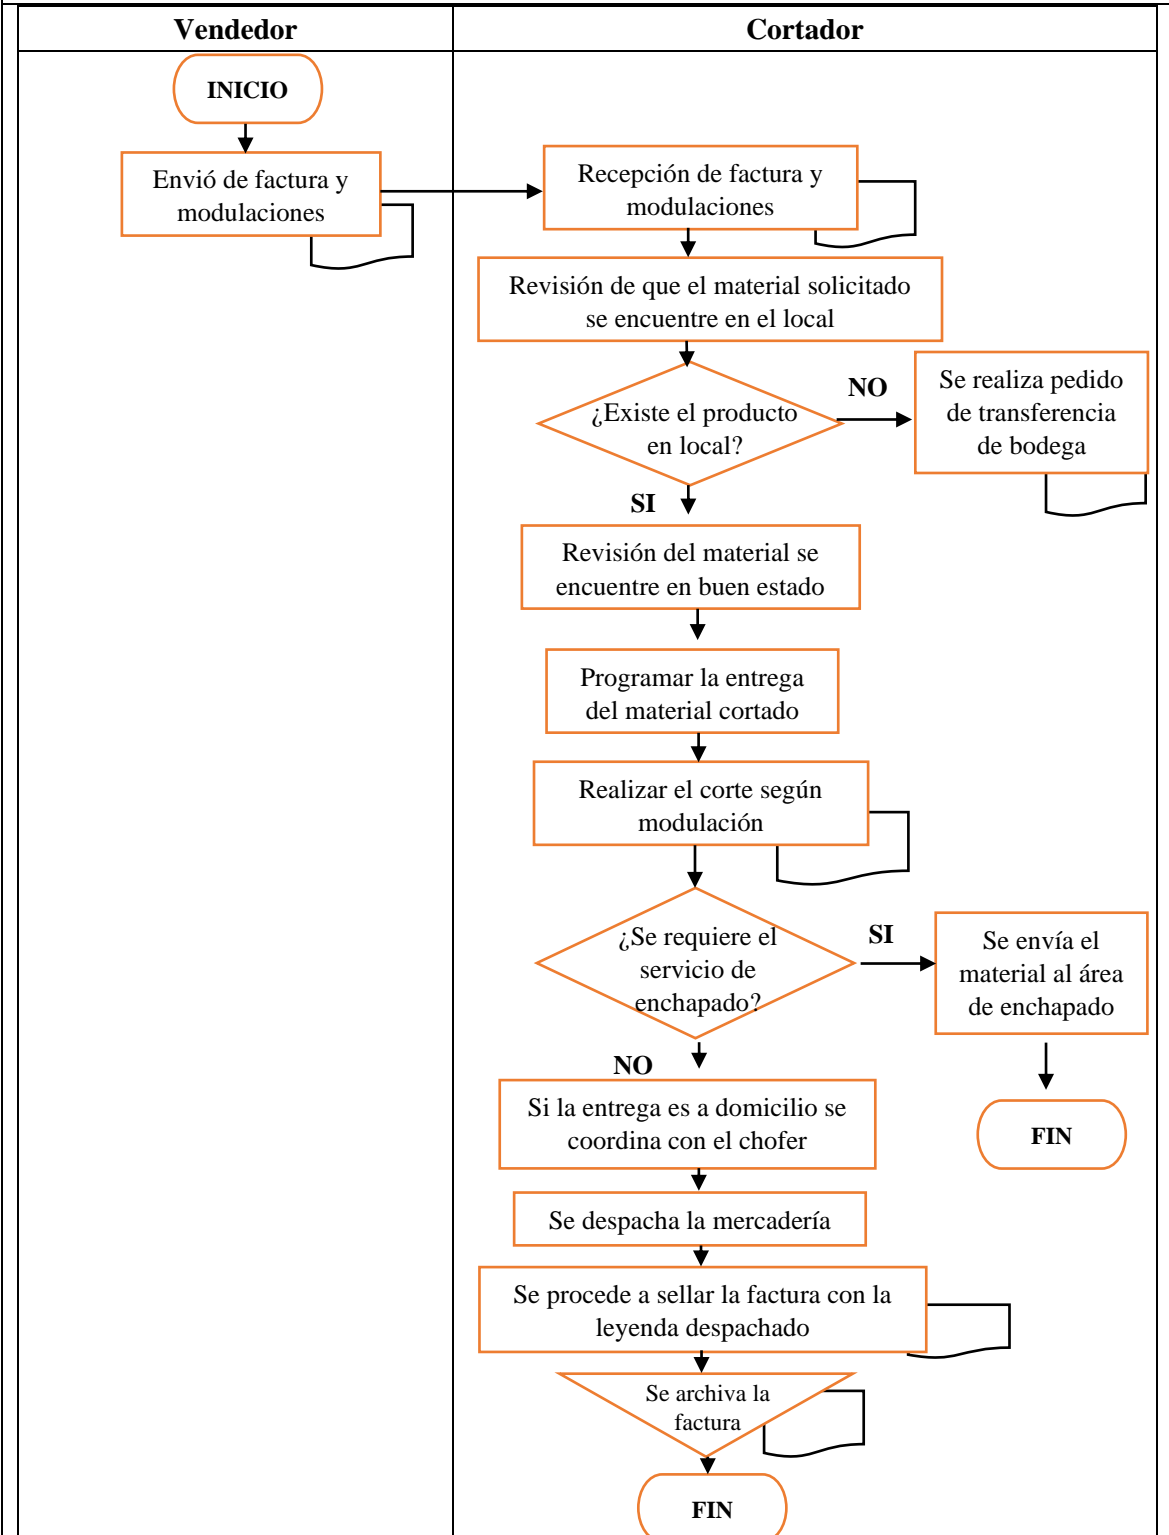 Vendedor
Cortador
INICIO
Envió de factura y
modulaciones
Recepción de factura y
modulaciones
Revisión de que el material solicitado
se encuentre en el local
¿Existe el producto
en local?
NO
Se realiza pedido
de transferencia
de bodega
SI
Revisión del material se
encuentre en buen estado
Programar la entrega
del material cortado
Realizar el corte según
modulación
¿Se requiere el
servicio de
enchapado?
SI
Se envía el
material al área
de enchapado
FIN
NO
Si la entrega es a domicilio se
coordina con el chofer
Se despacha la mercadería
Se procede a sellar la factura con la
leyenda despachado
Se archiva la
factura
FIN